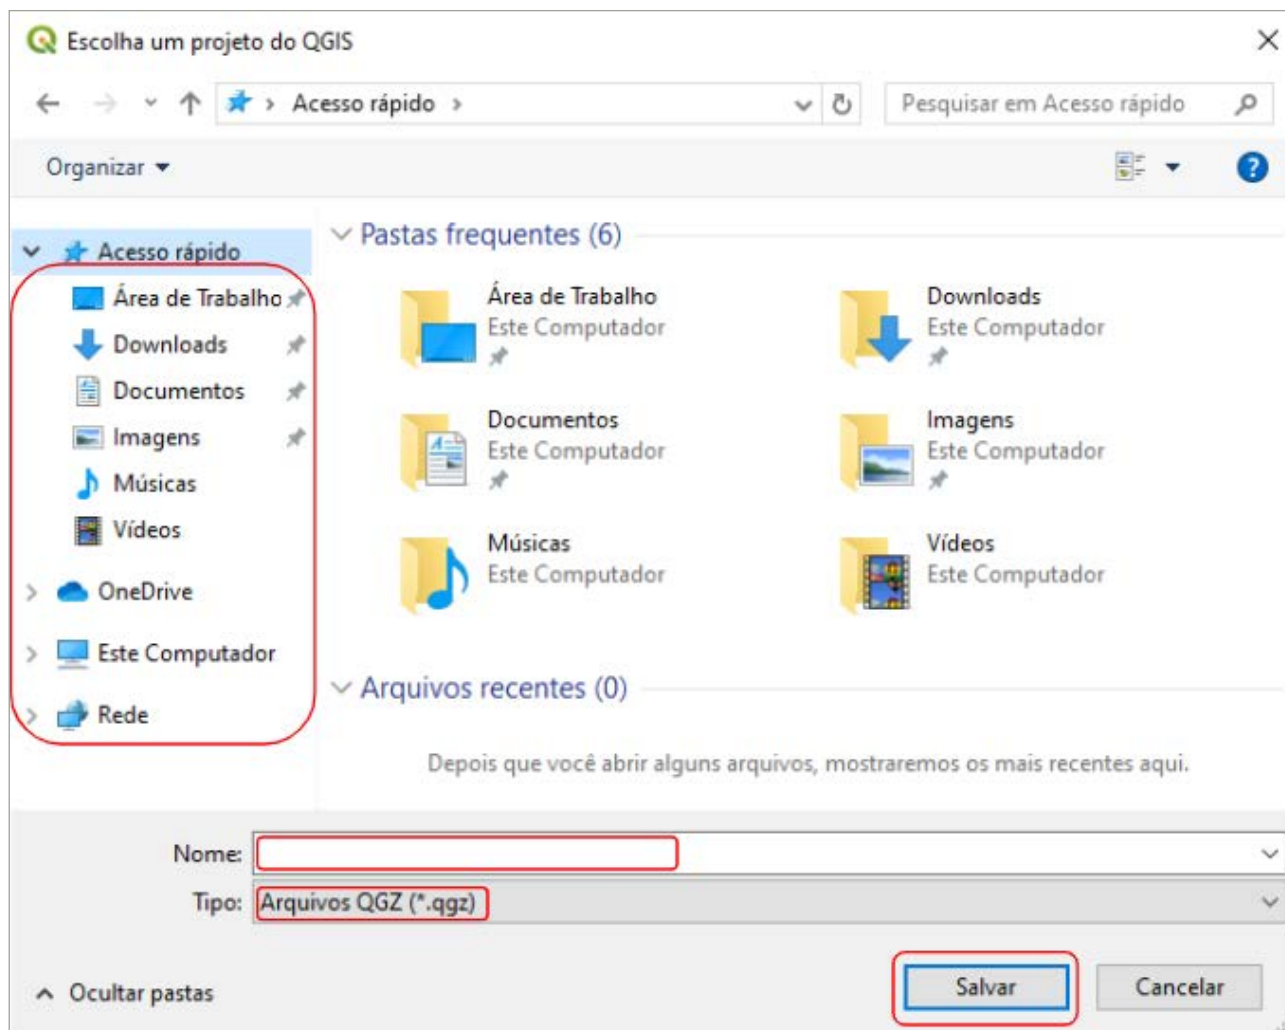 Escolha um projeto do QGIS
Acesso rápido
Pesquisar em Acesso rápido
Organizar
Acesso rápido
Área de Trabalho
Downloads
Documentos
Imagens
Músicas
Vídeos
OneDrive
Este Computador
Rede
Pastas frequentes (6)
Área de Trabalho
Este Computador
Downloads
Este Computador
Documentos
Este Computador
Imagens
Este Computador
Músicas
Este Computador
Vídeos
Este Computador
Arquivos recentes (0)
Depois que você abrir alguns arquivos, mostraremos os mais recentes aqui.
Nome:
Tipo: Arquivos QGZ (*.qgz)
Ocultar pastas
Salvar
Cancelar